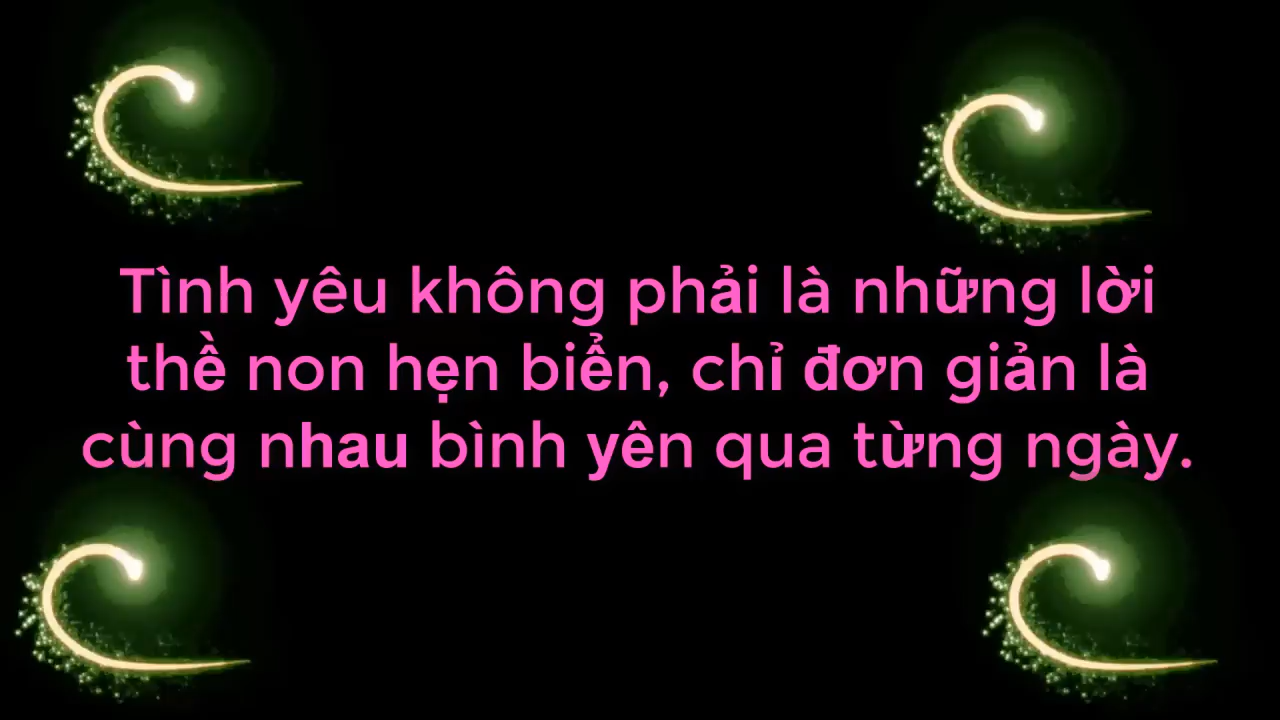 Tình yêu không phải là những lời
thề non hẹn biển, chỉ đơn giản là
cùng nhau bình yên qua từng ngày.